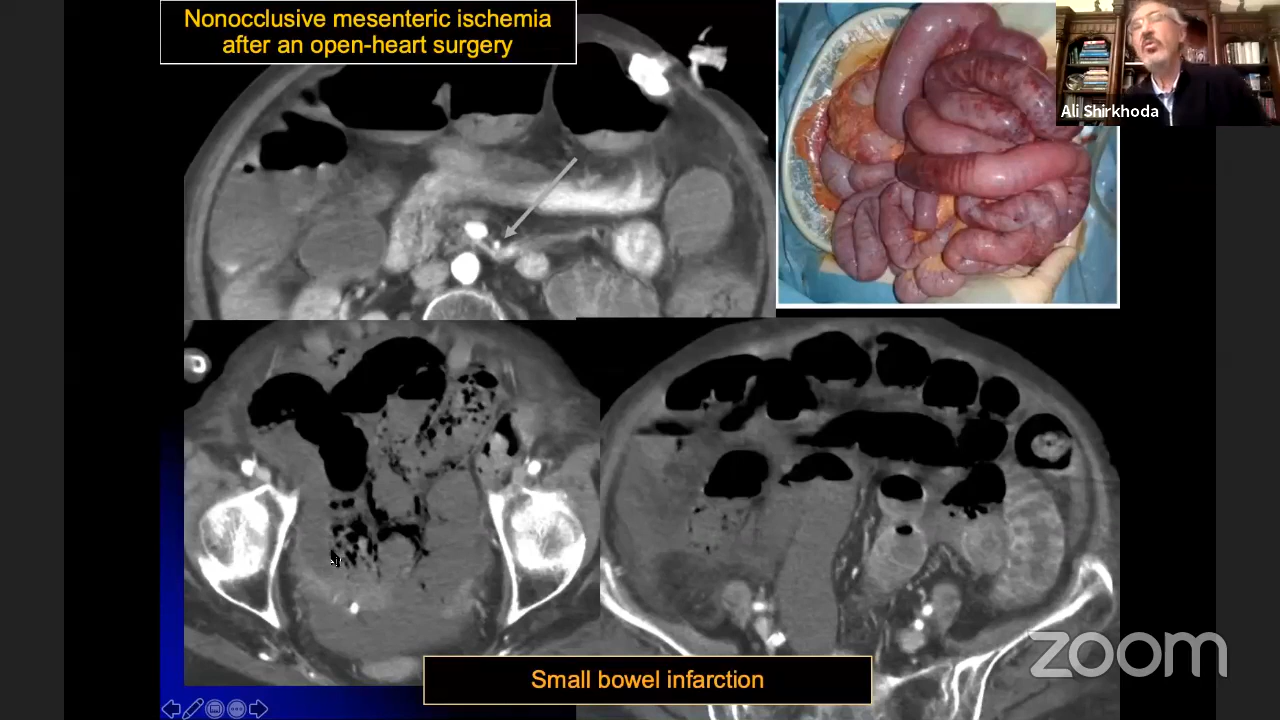 Nonocclusive mesenteric ischemia
after an open-heart surgery
Ali Shirkhoda
Small bowel infarction
zoom